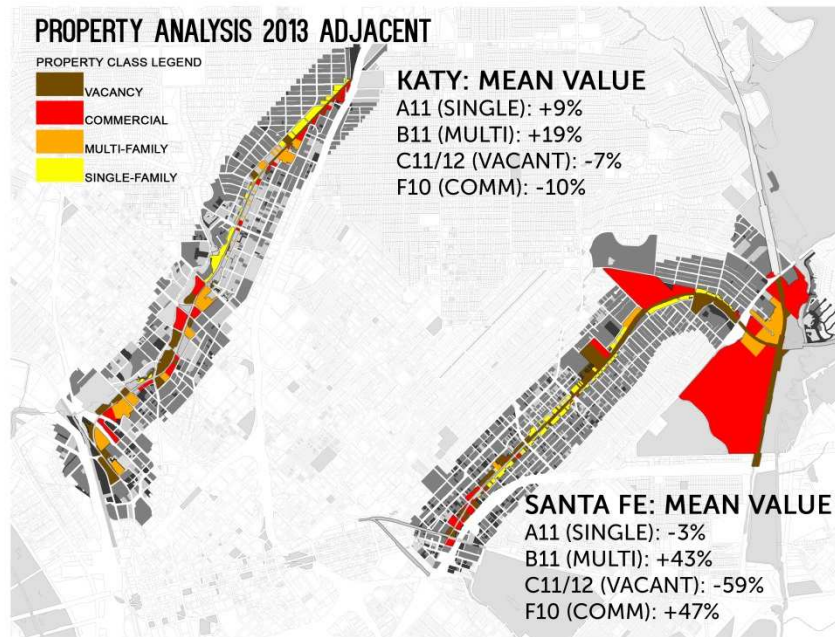 PROPERTY ANALYSIS 2013 ADJACENT
PROPERTY CLASS LEGEND
VACANCY
COMMERCIAL
MULTI-FAMILY
SINGLE-FAMILY
KATY: MEAN VALUE
A11 (SINGLE): +9%
B11 (MULTI): +19%
C11/12 (VACANT): -7%
F10 (COMM): -10%
SANTA FE: MEAN VALUE
A11 (SINGLE): -3%
B11 (MULTI): +43%
C11/12 (VACANT): -59%
F10 (COMM): +47%